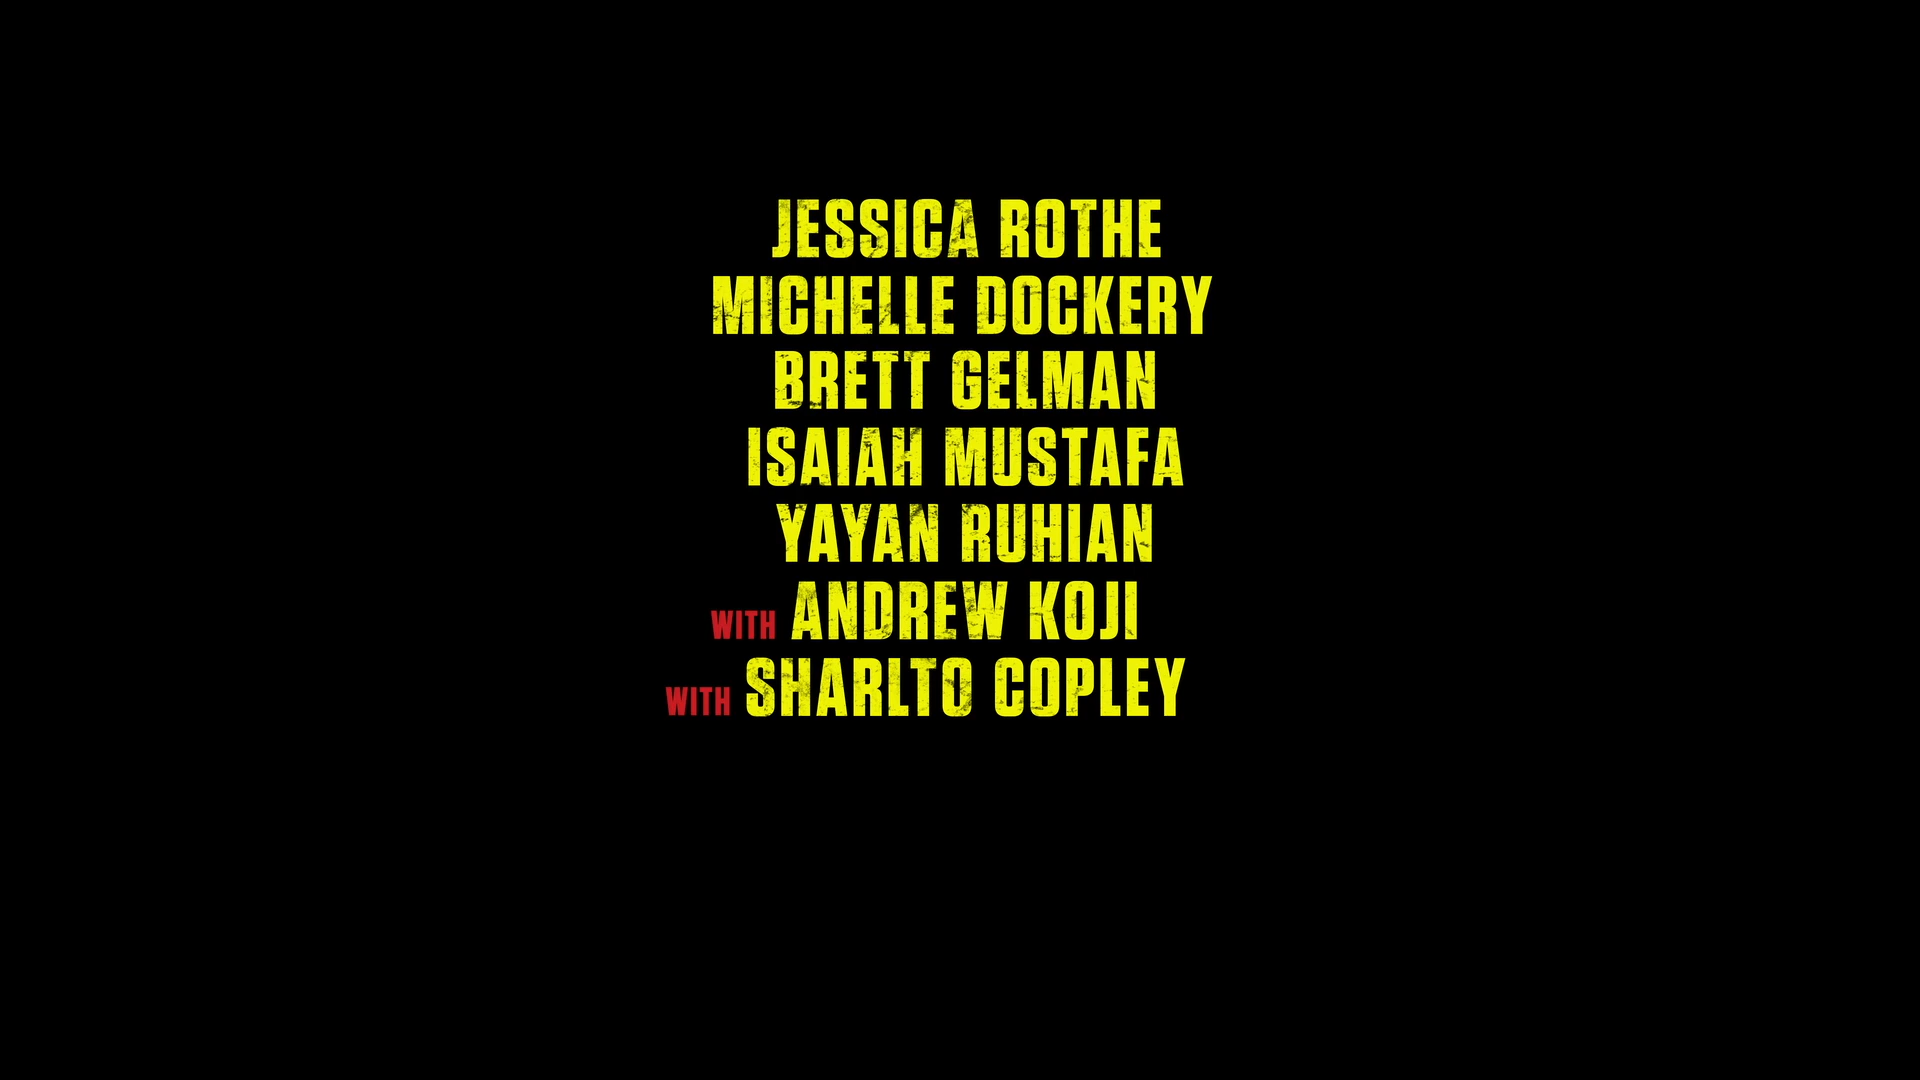 JESSICA ROTHE
MICHELLE DOCKERY
BRETT GELMAN
ISAIAH MUSTAFA
YAYAN RUHIAN
WITH ANDREW KOJI
WITH SHARLTO COPLEY